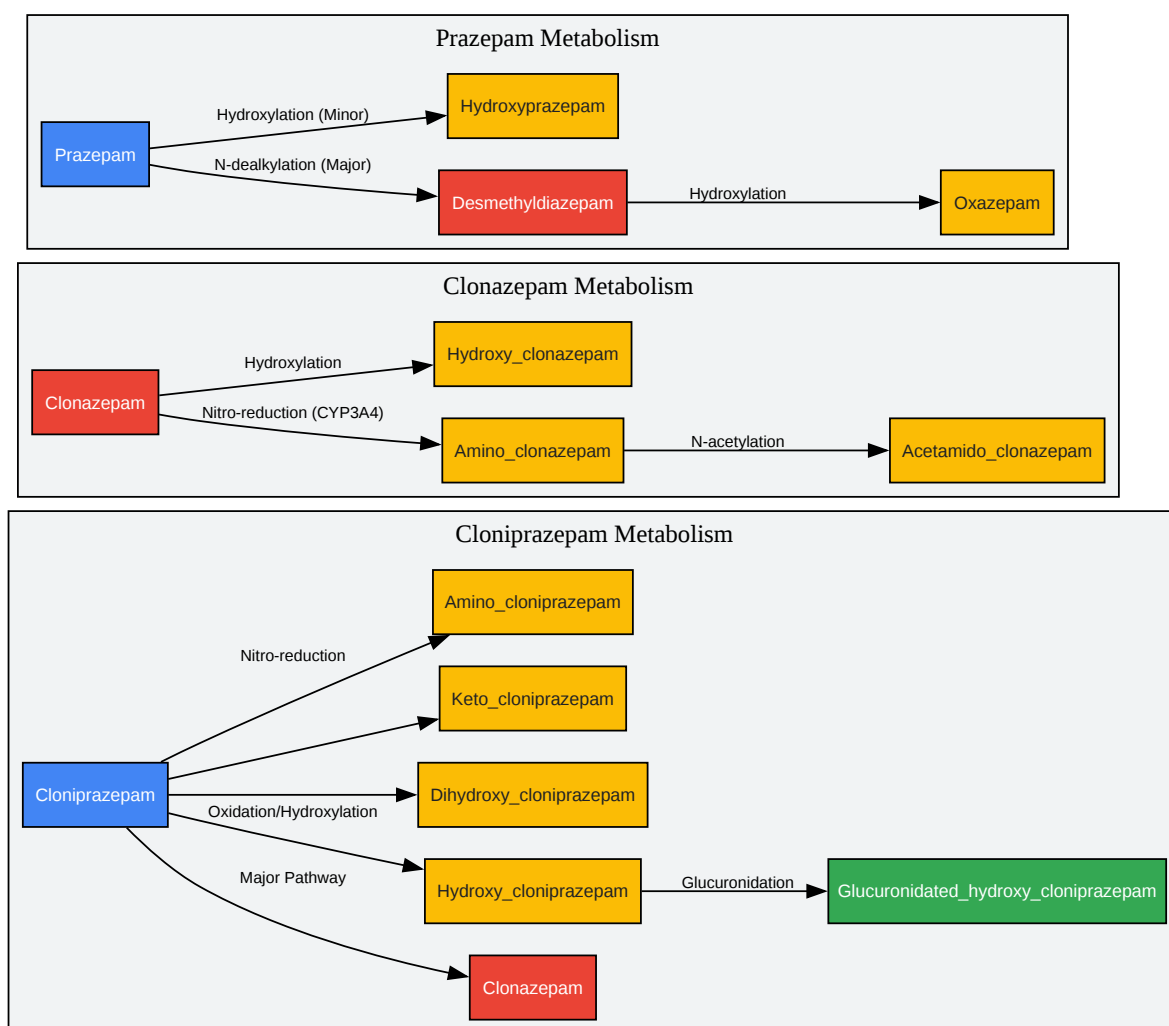 Prazepam Metabolism
Hydroxyprazepam
Hydroxylation (Minor)
Prazepam
N-dealkylation (Major)
Desmethyldiazepam
Hydroxylation
Oxazepam
Clonazepam Metabolism
Hydroxy_clonazepam
Hydroxylation
Clonazepam
Nitro-reduction (CYP3A4)
Amino_clonazepam
N-acetylation
Acetamido_clonazepam
Cloniprazepam Metabolism
Amino_cloniprazepam
Nitro-reduction
Keto_cloniprazepam
Cloniprazepam
Dihydroxy_cloniprazepam
Oxidation/Hydroxylation
Major Pathway
Hydroxy_cloniprazepam
Glucuronidation
Glucuronidated_hydroxy_cloniprazepam
Clonazepam